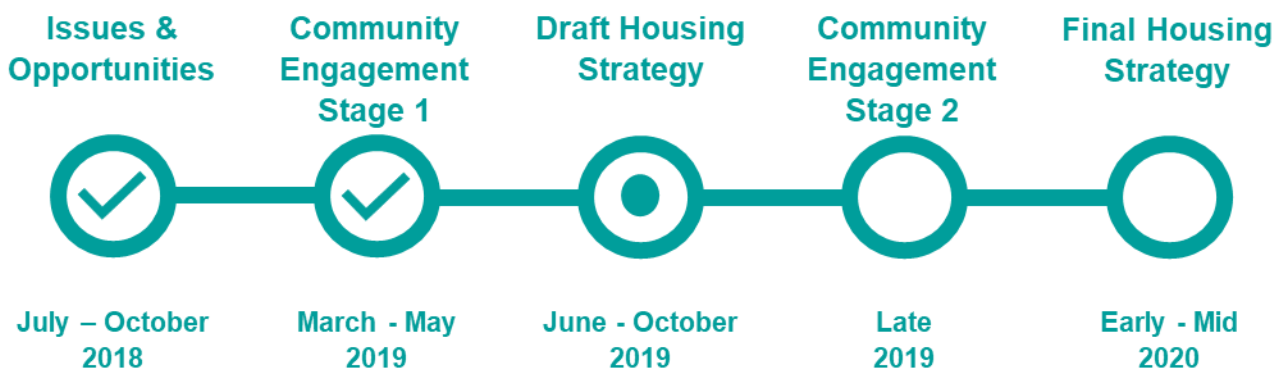 Issues &
Opportunities
Community
Engagement
Stage 1
Draft Housing
Strategy
Community
Engagement
Stage 2
Final Housing
Strategy
July – October
2018
March - May
2019
June - October
2019
Late
2019
Early - Mid
2020